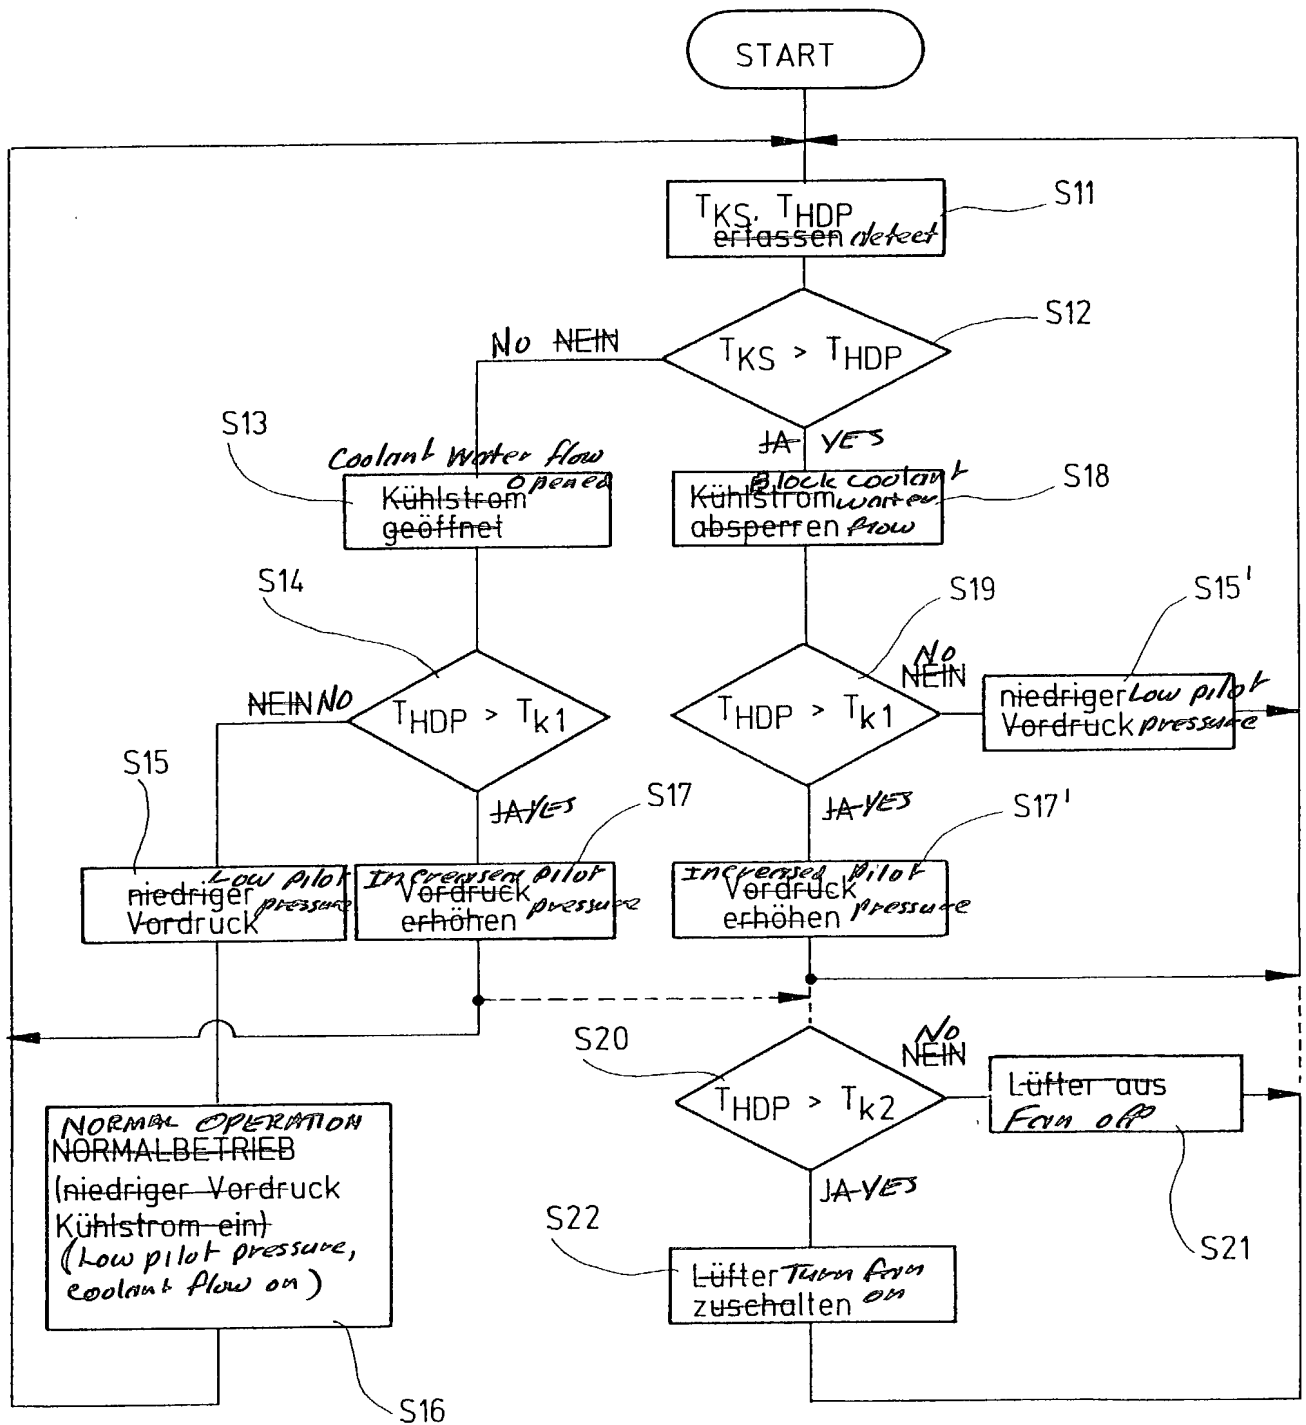 START
S11
TKS, THDP
erfassen detect
S12
No NEIN
TKS > THDP
S13
JA YES
Coolant Water flow
opened
Kühlstrom
geöffnet
Block coolant
Kühlstrom water
absperren flow
S18
S14
S19
S15'
No
NEIN
niedriger Low pilot
Vordruck pressure
NEIN NO
THDP > Tk1
THDP > Tk1
S15
JA YES
S17
JA YES
S17'
Low pilot
niedriger pressure
Vordruck
Increased pilot
Vordruck
erhöhen pressure
Increased pilot
Vordruck
erhöhen pressure
S20
No
NEIN
THDP > Tk2
Lüfter aus
Fan off
NORMAL OPERATION
NORMALBETRIEB
(niedriger Vordruck
Kühlstrom ein)
(Low pilot pressure,
coolant flow on)
JA YES
S22
S21
Lüfter Turn fan
zuschalten on
S16